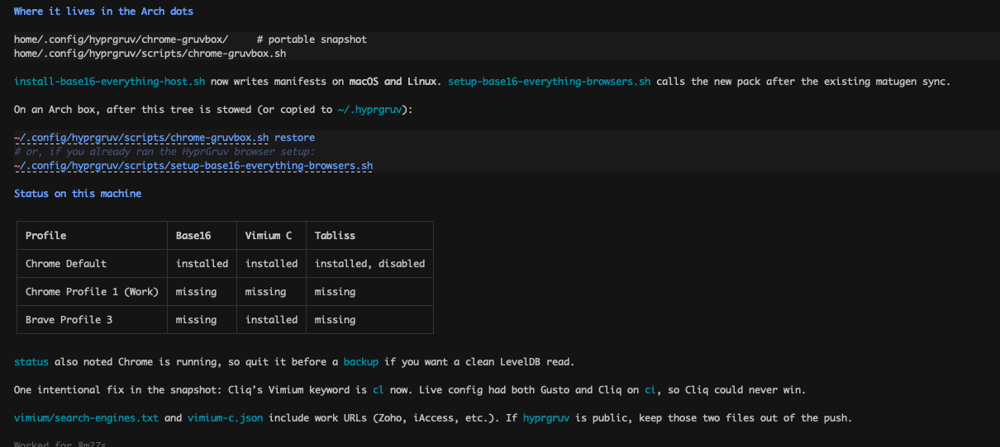 Where it lives in the Arch dots
home/.config/hyprgruv/chrome-gruvbox/     # portable snapshot
home/.config/hyprgruv/scripts/chrome-gruvbox.sh
install-base16-everything-host.sh now writes manifests on macOS and Linux. setup-base16-everything-browsers.sh calls the new pack after the existing matugen sync.
On an Arch box, after this tree is stowed (or copied to ~/.hyprgruv):
~/.config/hyprgruv/scripts/chrome-gruvbox.sh restore
# or, if you already ran the HyprGruv browser setup:
~/.config/hyprgruv/scripts/setup-base16-everything-browsers.sh
Status on this machine
Profile Base16 Vimium C Tabliss
Chrome Default installed installed installed, disabled
Chrome Profile 1 (Work) missing missing missing
Brave Profile 3 missing installed missing
status also noted Chrome is running, so quit it before a backup if you want a clean LevelDB read.
One intentional fix in the snapshot: Cliq's Vimium keyword is cl now. Live config had both Gusto and Cliq on ci, so Cliq could never win.
vimium/search-engines.txt and vimium-c.json include work URLs (Zoho, iAccess, etc.). If hyprgruv is public, keep those two files out of the push.
Worked for 8m27s